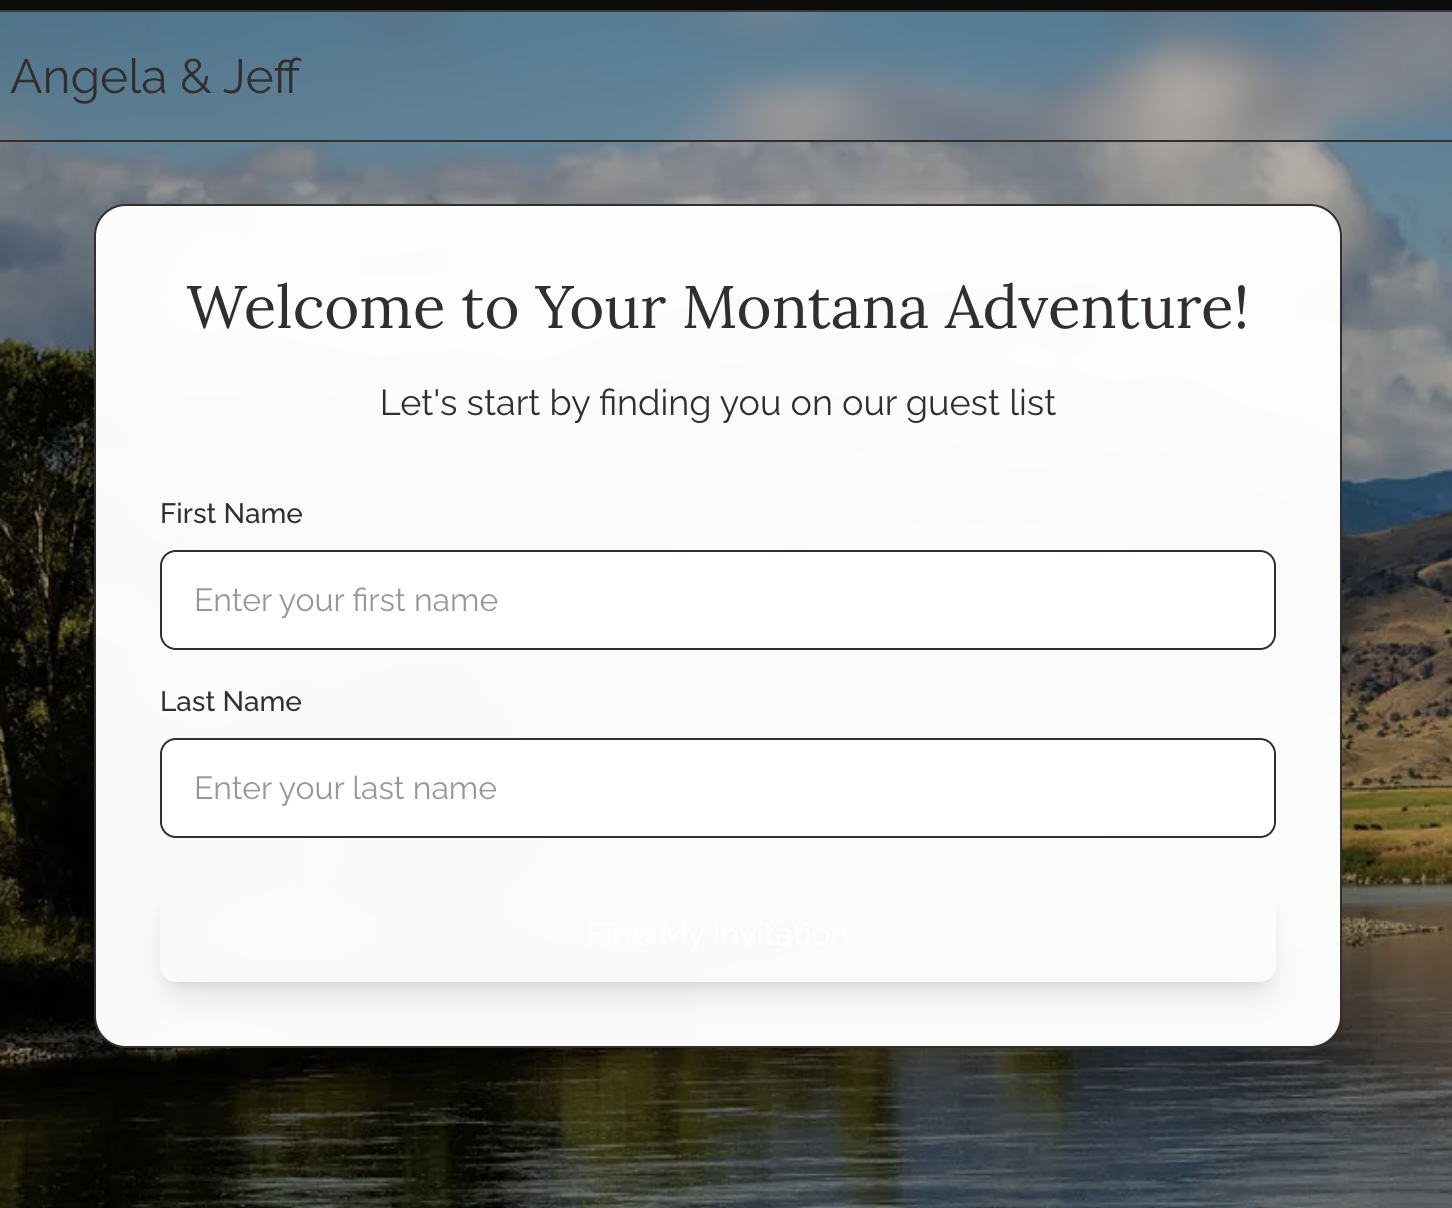 Angela & Jeff
Welcome to Your Montana Adventure!
Let's start by finding you on our guest list
First Name
Enter your first name
Last Name
Enter your last name
Find My Invitation